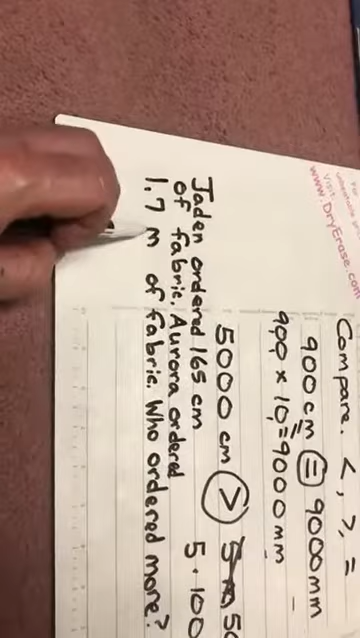 www.DryErase.com
Compare. <, >, =
900 cm = 9000 mm
900 × 10 = 9000 mm
5000 cm >
5 · 100
Jaden ordered 165 cm
of fabric. Aurora ordered
1.7 m of fabric. Who ordered more?